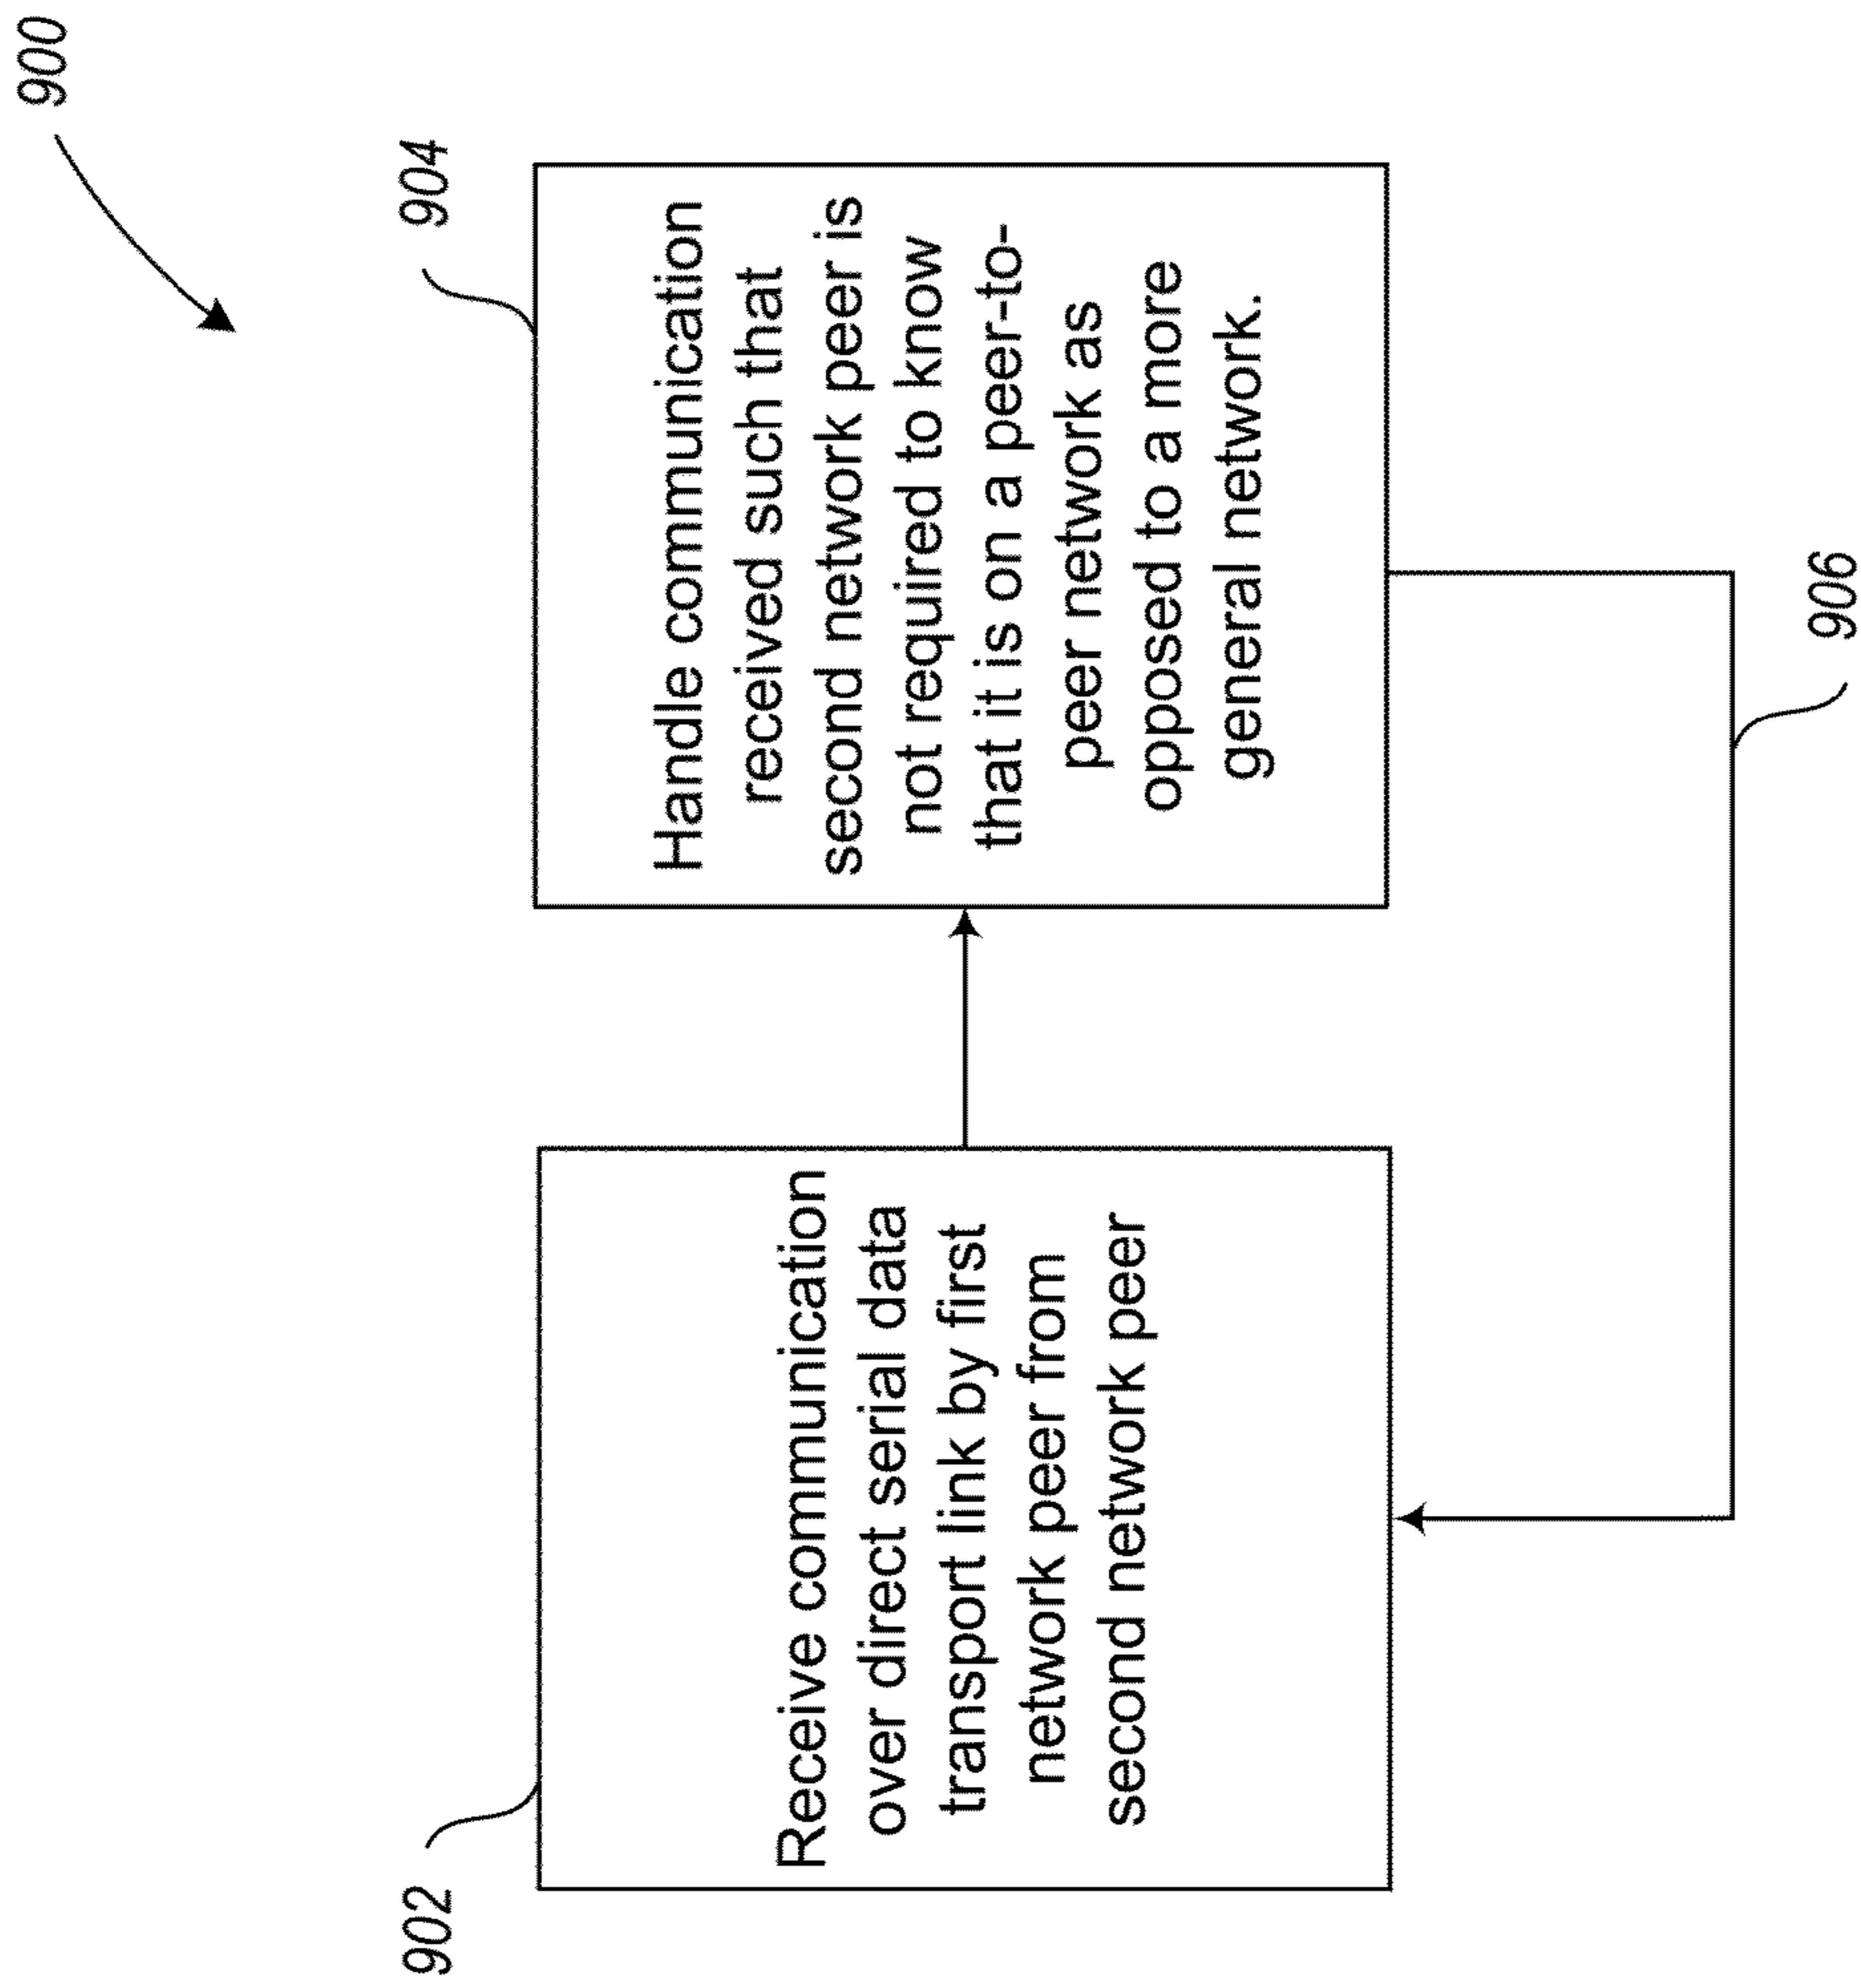 900
902
Receive communication
over direct serial data
transport link by first
network peer from
second network peer
904
Handle communication
received such that
second network peer is
not required to know
that it is on a peer-to-
peer network as
opposed to a more
general network.
906